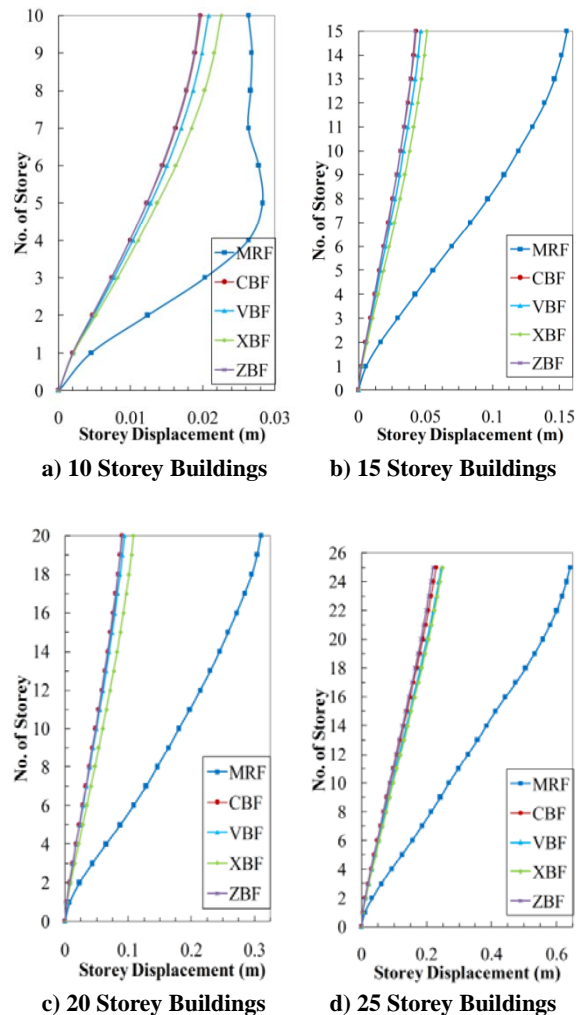 10
9
8
7
6
5
4
3
2
1
0
No. of Storey
MRF
CBF
VBF
XBF
ZBF
0 0.01 0.02 0.03
Storey Displacement (m)
a) 10 Storey Buildings
15
14
13
12
11
10
9
8
7
6
5
4
3
2
1
0
No. of Storey
MRF
CBF
VBF
XBF
ZBF
0 0.05 0.1 0.15
Storey Displacement (m)
b) 15 Storey Buildings
20
18
16
14
12
10
8
6
4
2
0
No. of Storey
MRF
CBF
VBF
XBF
ZBF
0 0.1 0.2 0.3
Storey Displacement (m)
c) 20 Storey Buildings
26
24
22
20
18
16
14
12
10
8
6
4
2
0
No. of Storey
MRF
CBF
VBF
XBF
ZBF
0 0.2 0.4 0.6
Storey Displacement (m)
d) 25 Storey Buildings